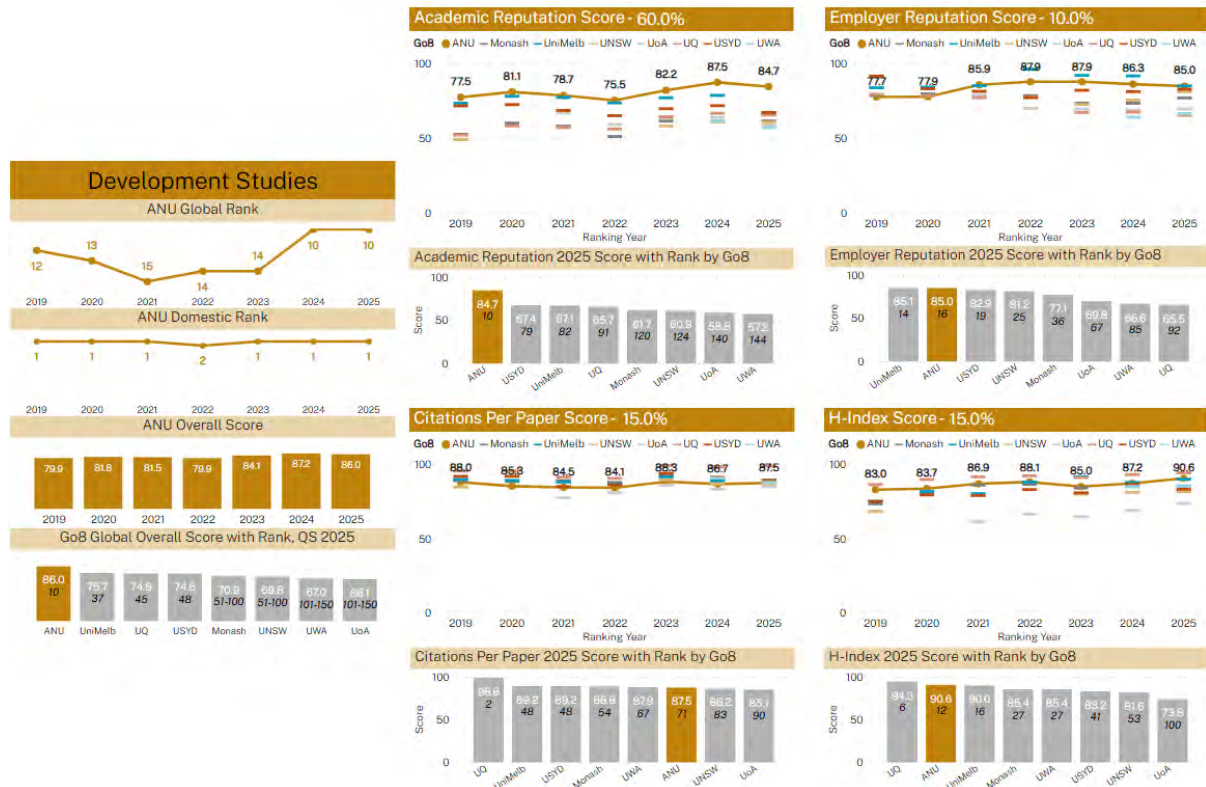 Development Studies
ANU Global Rank
12
13
15
14
14
10
10
2019 2020 2021 2022 2023 2024 2025
ANU Domestic Rank
1 1 1 2 1 1 1
2019 2020 2021 2022 2023 2024 2025
ANU Overall Score
79.9 81.8 81.5 79.9 84.1 87.2 86.0
2019 2020 2021 2022 2023 2024 2025
Go8 Global Overall Score with Rank, QS 2025
86.0 75.7 74.9 74.6 70.9 69.8 67.0 66.1
10 37 45 48 51-100 51-100 101-150 101-150
ANU UniMelb UQ USYD Monash UNSW UWA UoA
Academic Reputation Score - 60.0%
Go8 ANU Monash UniMelb UNSW UoA UQ USYD UWA
100
77.5 81.1 78.7 75.5 82.2 87.5 84.7
50
0
2019 2020 2021 2022 2023 2024 2025
Ranking Year
Academic Reputation 2025 Score with Rank by Go8
100
50
0
Score
84.7 67.4 67.1 65.7 61.7 60.9 58.8 57.2
10 79 82 91 120 124 140 144
ANU USYD UniMelb UQ Monash UNSW UoA UWA
Employer Reputation Score - 10.0%
Go8 ANU Monash UniMelb UNSW UoA UQ USYD UWA
100
77.7 77.9 85.9 87.9 87.9 86.3 85.0
50
0
2019 2020 2021 2022 2023 2024 2025
Ranking Year
Employer Reputation 2025 Score with Rank by Go8
100
50
0
Score
85.1 85.0 82.9 81.2 77.1 69.8 66.6 65.5
14 16 19 25 36 67 85 92
UniMelb ANU USYD UNSW Monash UoA UWA UQ
Citations Per Paper Score - 15.0%
Go8 ANU Monash UniMelb UNSW UoA UQ USYD UWA
100
88.0 85.3 84.5 84.1 88.3 86.7 87.5
50
0
2019 2020 2021 2022 2023 2024 2025
Ranking Year
Citations Per Paper 2025 Score with Rank by Go8
100
50
0
Score
89.2 89.2 88.8 87.9 87.5 86.2 85.1
2 48 48 54 67 71 83 90
UQ UniMelb USYD Monash UWA ANU UNSW UoA
H-Index Score - 15.0%
Go8 ANU Monash UniMelb UNSW UoA UQ USYD UWA
100
83.0 83.7 86.9 88.1 85.0 87.2 90.6
50
0
2019 2020 2021 2022 2023 2024 2025
Ranking Year
H-Index 2025 Score with Rank by Go8
100
50
0
Score
94.3 90.6 90.0 85.4 85.4 83.2 81.6
6 12 16 27 27 41 53 100
UQ ANU UniMelb Monash UWA USYD UNSW UoA